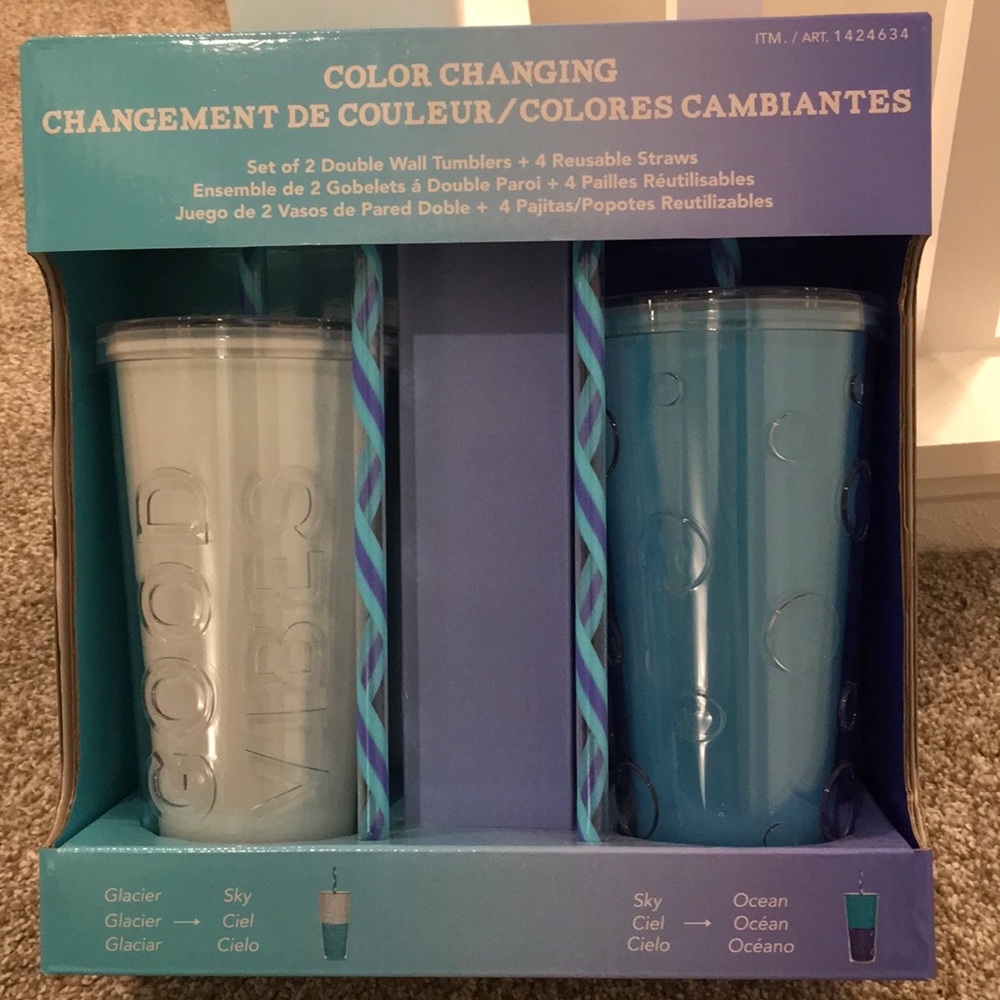 ITM. / ART. 1424634
COLOR CHANGING
CHANGEMENT DE COULEUR/COLORES CAMBIANTES
Set of 2 Double Wall Tumblers + 4 Reusable Straws
Ensemble de 2 Gobelets á Double Paroi + 4 Pailles Réutilisables
Juego de 2 Vasos de Pared Doble + 4 Pajitas/Popotes Reutilizables
GOOD
VIBES
Glacier Sky
Glacier → Ciel
Glaciar Cielo
Sky Ocean
Ciel → Océan
Cielo Océano